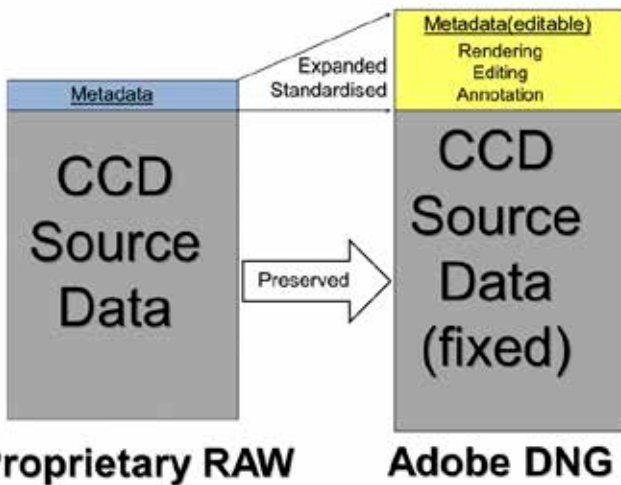 Metadata
CCD
Source
Data
Expanded
Standardised
Preserved
Metadata(editable)
Rendering
Editing
Annotation
CCD
Source
Data
(fixed)
roprietary RAW
Adobe DNG